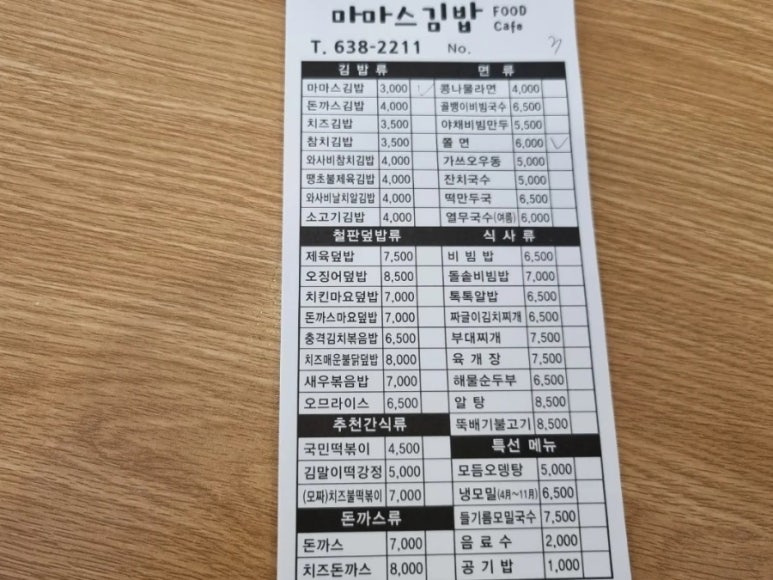 마마스김밥 FOOD Cafe
T. 638-2211 No.
김 밥 류 면 류
마마스김밥 3,000 콩나물라면 4,000
돈까스김밥 4,000 골뱅이비빔국수 6,500
치즈김밥 3,500 야채비빔만두 5,500
참치김밥 3,500 쫄 면 6,000
와사비참치김밥 4,000 가쓰오우동 5,000
땡초불제육김밥 4,000 잔치국수 5,000
와사비날치알김밥 4,000 떡만두국 6,500
소고기김밥 4,000 열무국수(여름) 6,000
철판덮밥류 식 사 류
제육덮밥 7,500 비 빔 밥 6,500
오징어덮밥 8,500 돌솥비빔밥 7,000
치킨마요덮밥 7,000 톡톡알밥 6,500
돈까스마요덮밥 7,000 짜글이김치찌개 6,500
충격김치볶음밥 6,500 부대찌개 7,500
치즈매운불닭덮밥 8,000 육 개 장 7,500
새우볶음밥 7,000 해물순두부 6,500
오므라이스 6,500 알 탕 8,500
추천간식류 뚝배기불고기 8,500
국민떡볶이 4,500 특선 메뉴
김말이떡강정 5,000 모듬오뎅탕 5,000
(모짜)치즈불떡볶이 7,000 냉모밀(4月~11月) 6,500
돈까스류 들기름모밀국수 7,500
돈까스 7,000 음 료 수 2,000
치즈돈까스 8,000 공 기 밥 1,000